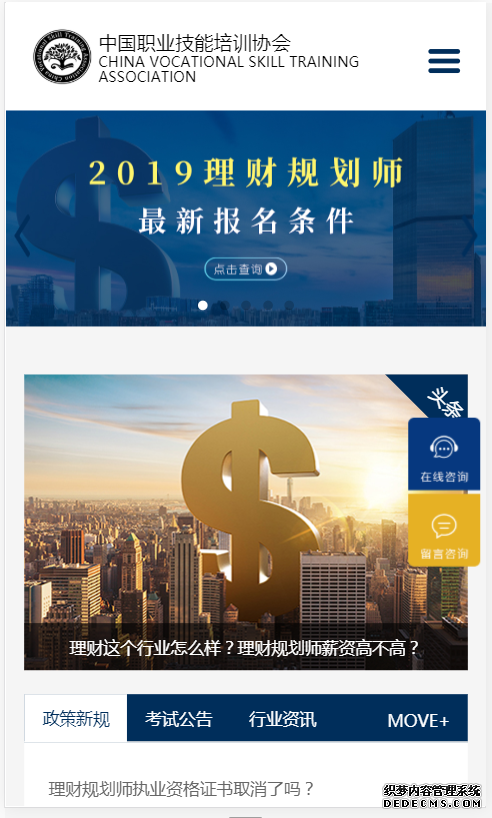 中国职业技能培训协会
CHINA VOCATIONAL SKILL TRAINING
ASSOCIATION
2019理财规划师
最新报名条件
点击查询
头条
在线咨询
留言咨询
理财这个行业怎么样？理财规划师薪资高不高？
政策新规 考试公告 行业资讯 MOVE+
理财规划师执业资格证书取消了吗？
织梦内容管理系统
DEDECMS.COM